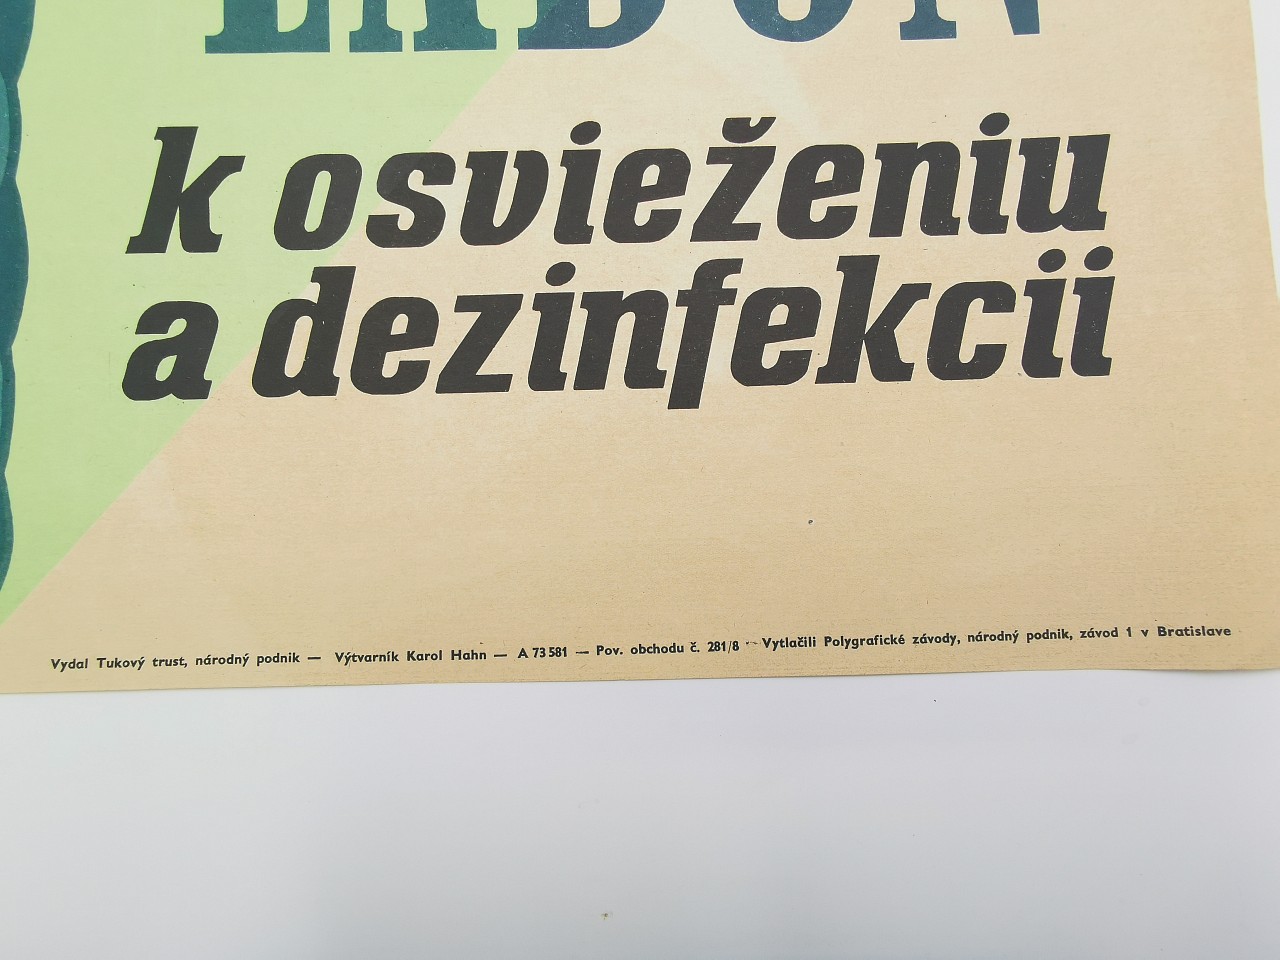 k osvieženiu
a dezinfekcii
Vydal Tukový trust, národný podnik — Výtvarník Karol Hahn — A 73581 — Pov. obchodu č. 281/8 — Vytlačili Polygrafické závody, národný podnik, závod 1 v Bratislave